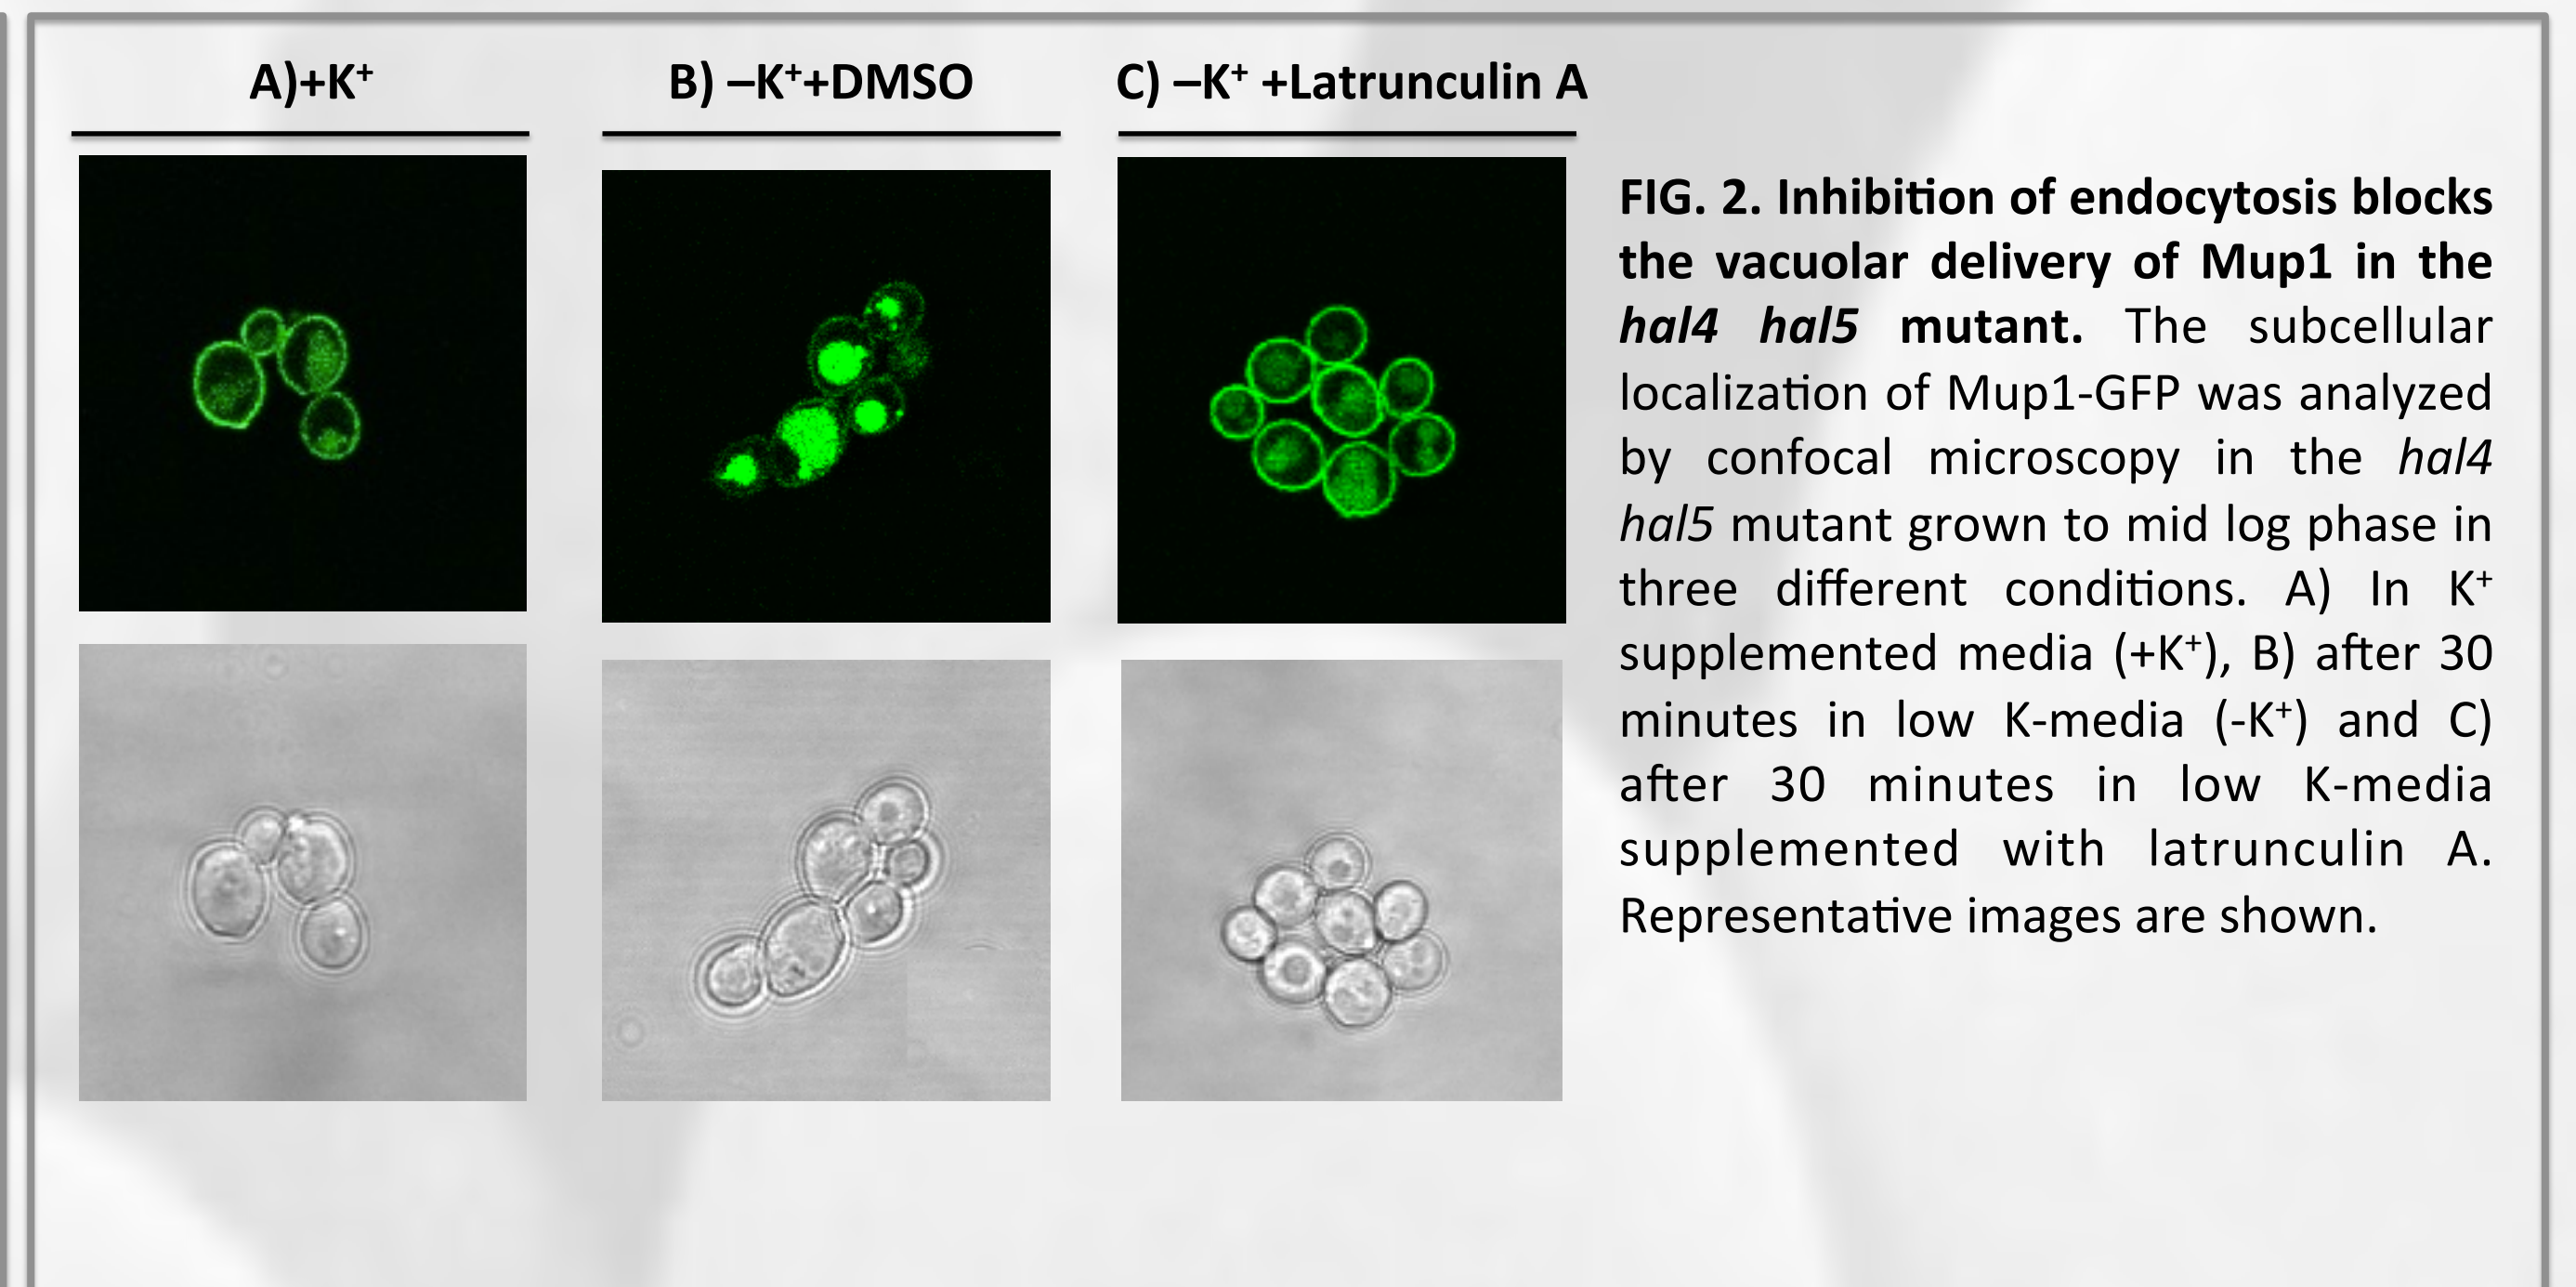 A)+K⁺
B) –K⁺+DMSO
C) –K⁺ +Latrunculin A
FIG. 2. Inhibition of endocytosis blocks
the vacuolar delivery of Mup1 in the
hal4 hal5 mutant. The subcellular
localization of Mup1-GFP was analyzed
by confocal microscopy in the hal4
hal5 mutant grown to mid log phase in
three different conditions. A) In K⁺
supplemented media (+K⁺), B) after 30
minutes in low K-media (-K⁺) and C)
after 30 minutes in low K-media
supplemented with latrunculin A.
Representative images are shown.